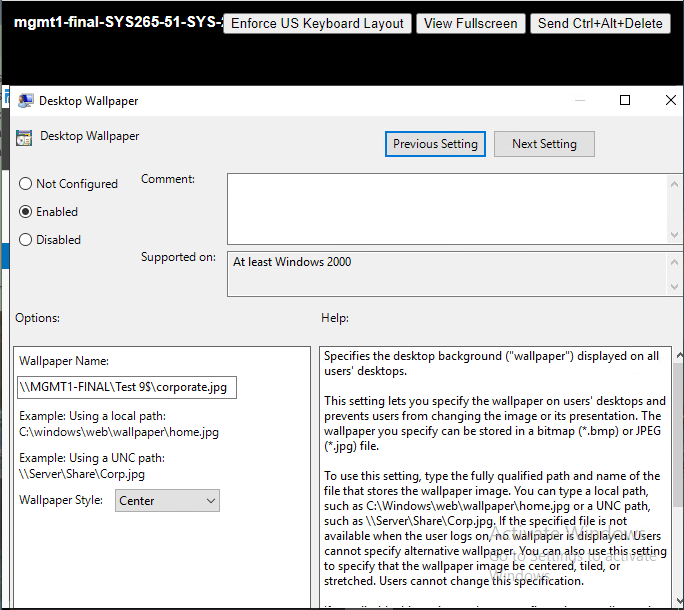 mgmt1-final-SYS265-51-SYS-
Enforce US Keyboard Layout
View Fullscreen
Send Ctrl+Alt+Delete
Desktop Wallpaper
Desktop Wallpaper
Previous Setting
Next Setting
Not Configured
Comment:
Enabled
Disabled
Supported on:
At least Windows 2000
Options:
Help:
Wallpaper Name:
\\MGMT1-FINAL\Test 9$\corporate.jpg
Example: Using a local path:
C:\windows\web\wallpaper\home.jpg
Example: Using a UNC path:
\\Server\Share\Corp.jpg
Wallpaper Style:
Center
Specifies the desktop background ("wallpaper") displayed on all
users' desktops.
This setting lets you specify the wallpaper on users' desktops and
prevents users from changing the image or its presentation. The
wallpaper you specify can be stored in a bitmap (*.bmp) or JPEG
(*.jpg) file.
To use this setting, type the fully qualified path and name of the
file that stores the wallpaper image. You can type a local path,
such as C:\Windows\web\wallpaper\home.jpg or a UNC path,
such as \\Server\Share\Corp.jpg. If the specified file is not
available when the user logs on, no wallpaper is displayed. Users
cannot specify alternative wallpaper. You can also use this setting
to specify that the wallpaper image be centered, tiled, or
stretched. Users cannot change this specification.
Activate Windows
Go to Settings to activate
Windows.